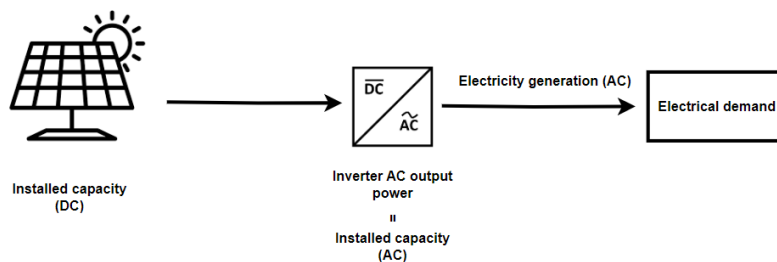 DC
AC
Electricity generation (AC)
Electrical demand
Installed capacity
(DC)
Inverter AC output
power
=
Installed capacity
(AC)